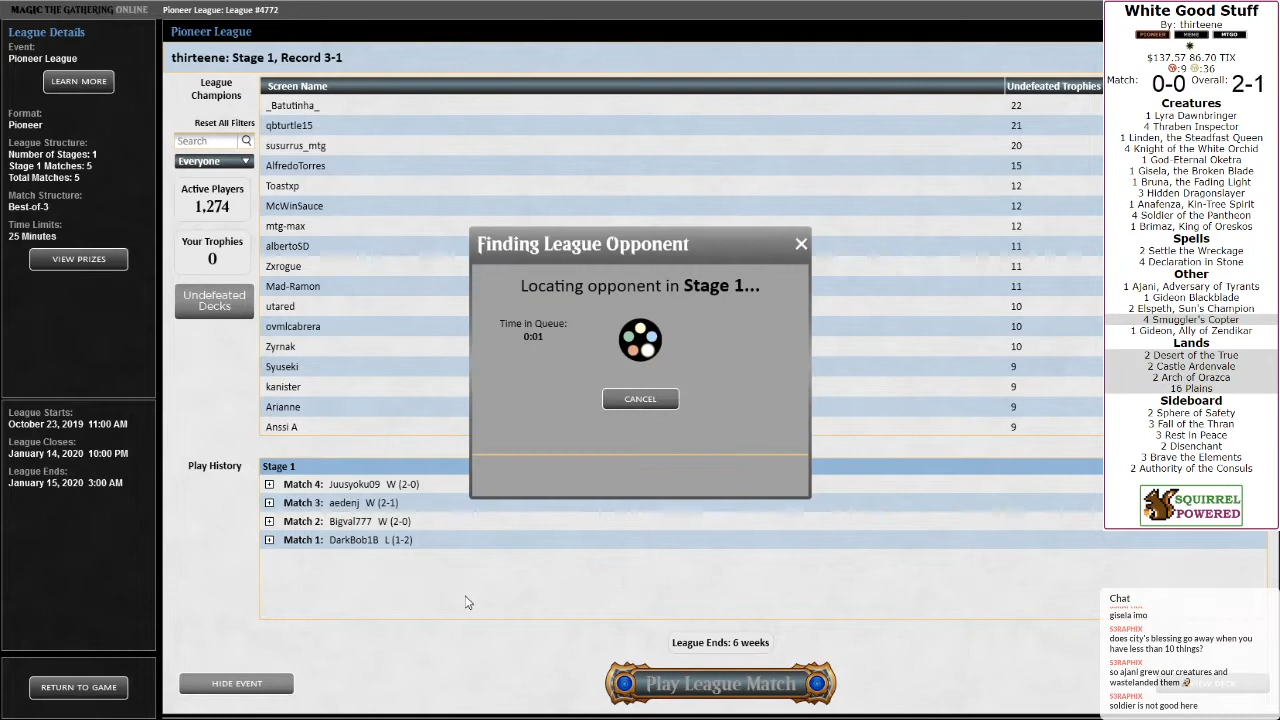 MAGIC THE GATHERING ONLINE
Pioneer League: League #4772
League Details
Event:
Pioneer League
LEARN MORE
Format:
Pioneer
League Structure:
Number of Stages: 1
Stage 1 Matches: 5
Total Matches: 5
Match Structure:
Best-of-3
Time Limits:
25 Minutes
VIEW PRIZES
League Starts:
October 23, 2019 11:00 AM
League Closes:
January 14, 2020 10:00 PM
League Ends:
January 15, 2020 3:00 AM
RETURN TO GAME
Pioneer League
thirteene: Stage 1, Record 3-1
League
Champions
Reset All Filters
Search
Everyone
Active Players
1,274
Your Trophies
0
Undefeated
Decks
Screen Name Undefeated Trophies
_Batutinha_ 22
qbturtle15 21
susurrus_mtg 20
AlfredoTorres 15
Toastxp 12
McWinSauce 12
mtg-max 12
albertoSD 11
Zxrogue 11
Mad-Ramon 11
utared 10
ovmlcabrera 10
Zyrnak 10
Syuseki 9
kanister 9
Arianne 9
Anssi A 9
Finding League Opponent
Locating opponent in Stage 1...
Time in Queue:
0:01
CANCEL
Play History
Stage 1
Match 4: Juusyoku09 W (2-0)
Match 3: aedenj W (2-1)
Match 2: Bigval777 W (2-0)
Match 1: DarkBob1B L (1-2)
League Ends: 6 weeks
HIDE EVENT
Play League Match
White Good Stuff
By: thirteene
PIONEER MEME MTGO
$137.57 86.70 TIX
:9 :36
Match: 0-0 Overall: 2-1
Creatures
1 Lyra Dawnbringer
4 Thraben Inspector
1 Linden, the Steadfast Queen
4 Knight of the White Orchid
1 God-Eternal Oketra
1 Gisela, the Broken Blade
1 Bruna, the Fading Light
3 Hidden Dragonslayer
1 Anafenza, Kin-Tree Spirit
4 Soldier of the Pantheon
1 Brimaz, King of Oreskos
Spells
2 Settle the Wreckage
4 Declaration in Stone
Other
1 Ajani, Adversary of Tyrants
1 Gideon Blackblade
2 Elspeth, Sun's Champion
4 Smuggler's Copter
1 Gideon, Ally of Zendikar
Lands
2 Desert of the True
2 Castle Ardenvale
2 Arch of Orazca
16 Plains
Sideboard
2 Sphere of Safety
3 Fall of the Thran
3 Rest in Peace
2 Disenchant
3 Brave the Elements
2 Authority of the Consuls
SQUIRREL
POWERED
Chat
gisela imo
S3RAPHIX
does city's blessing go away when you
have less than 10 things?
S3RAPHIX
so ajani grew our creatures and
wastelanded them
S3RAPHIX
soldier is not good here